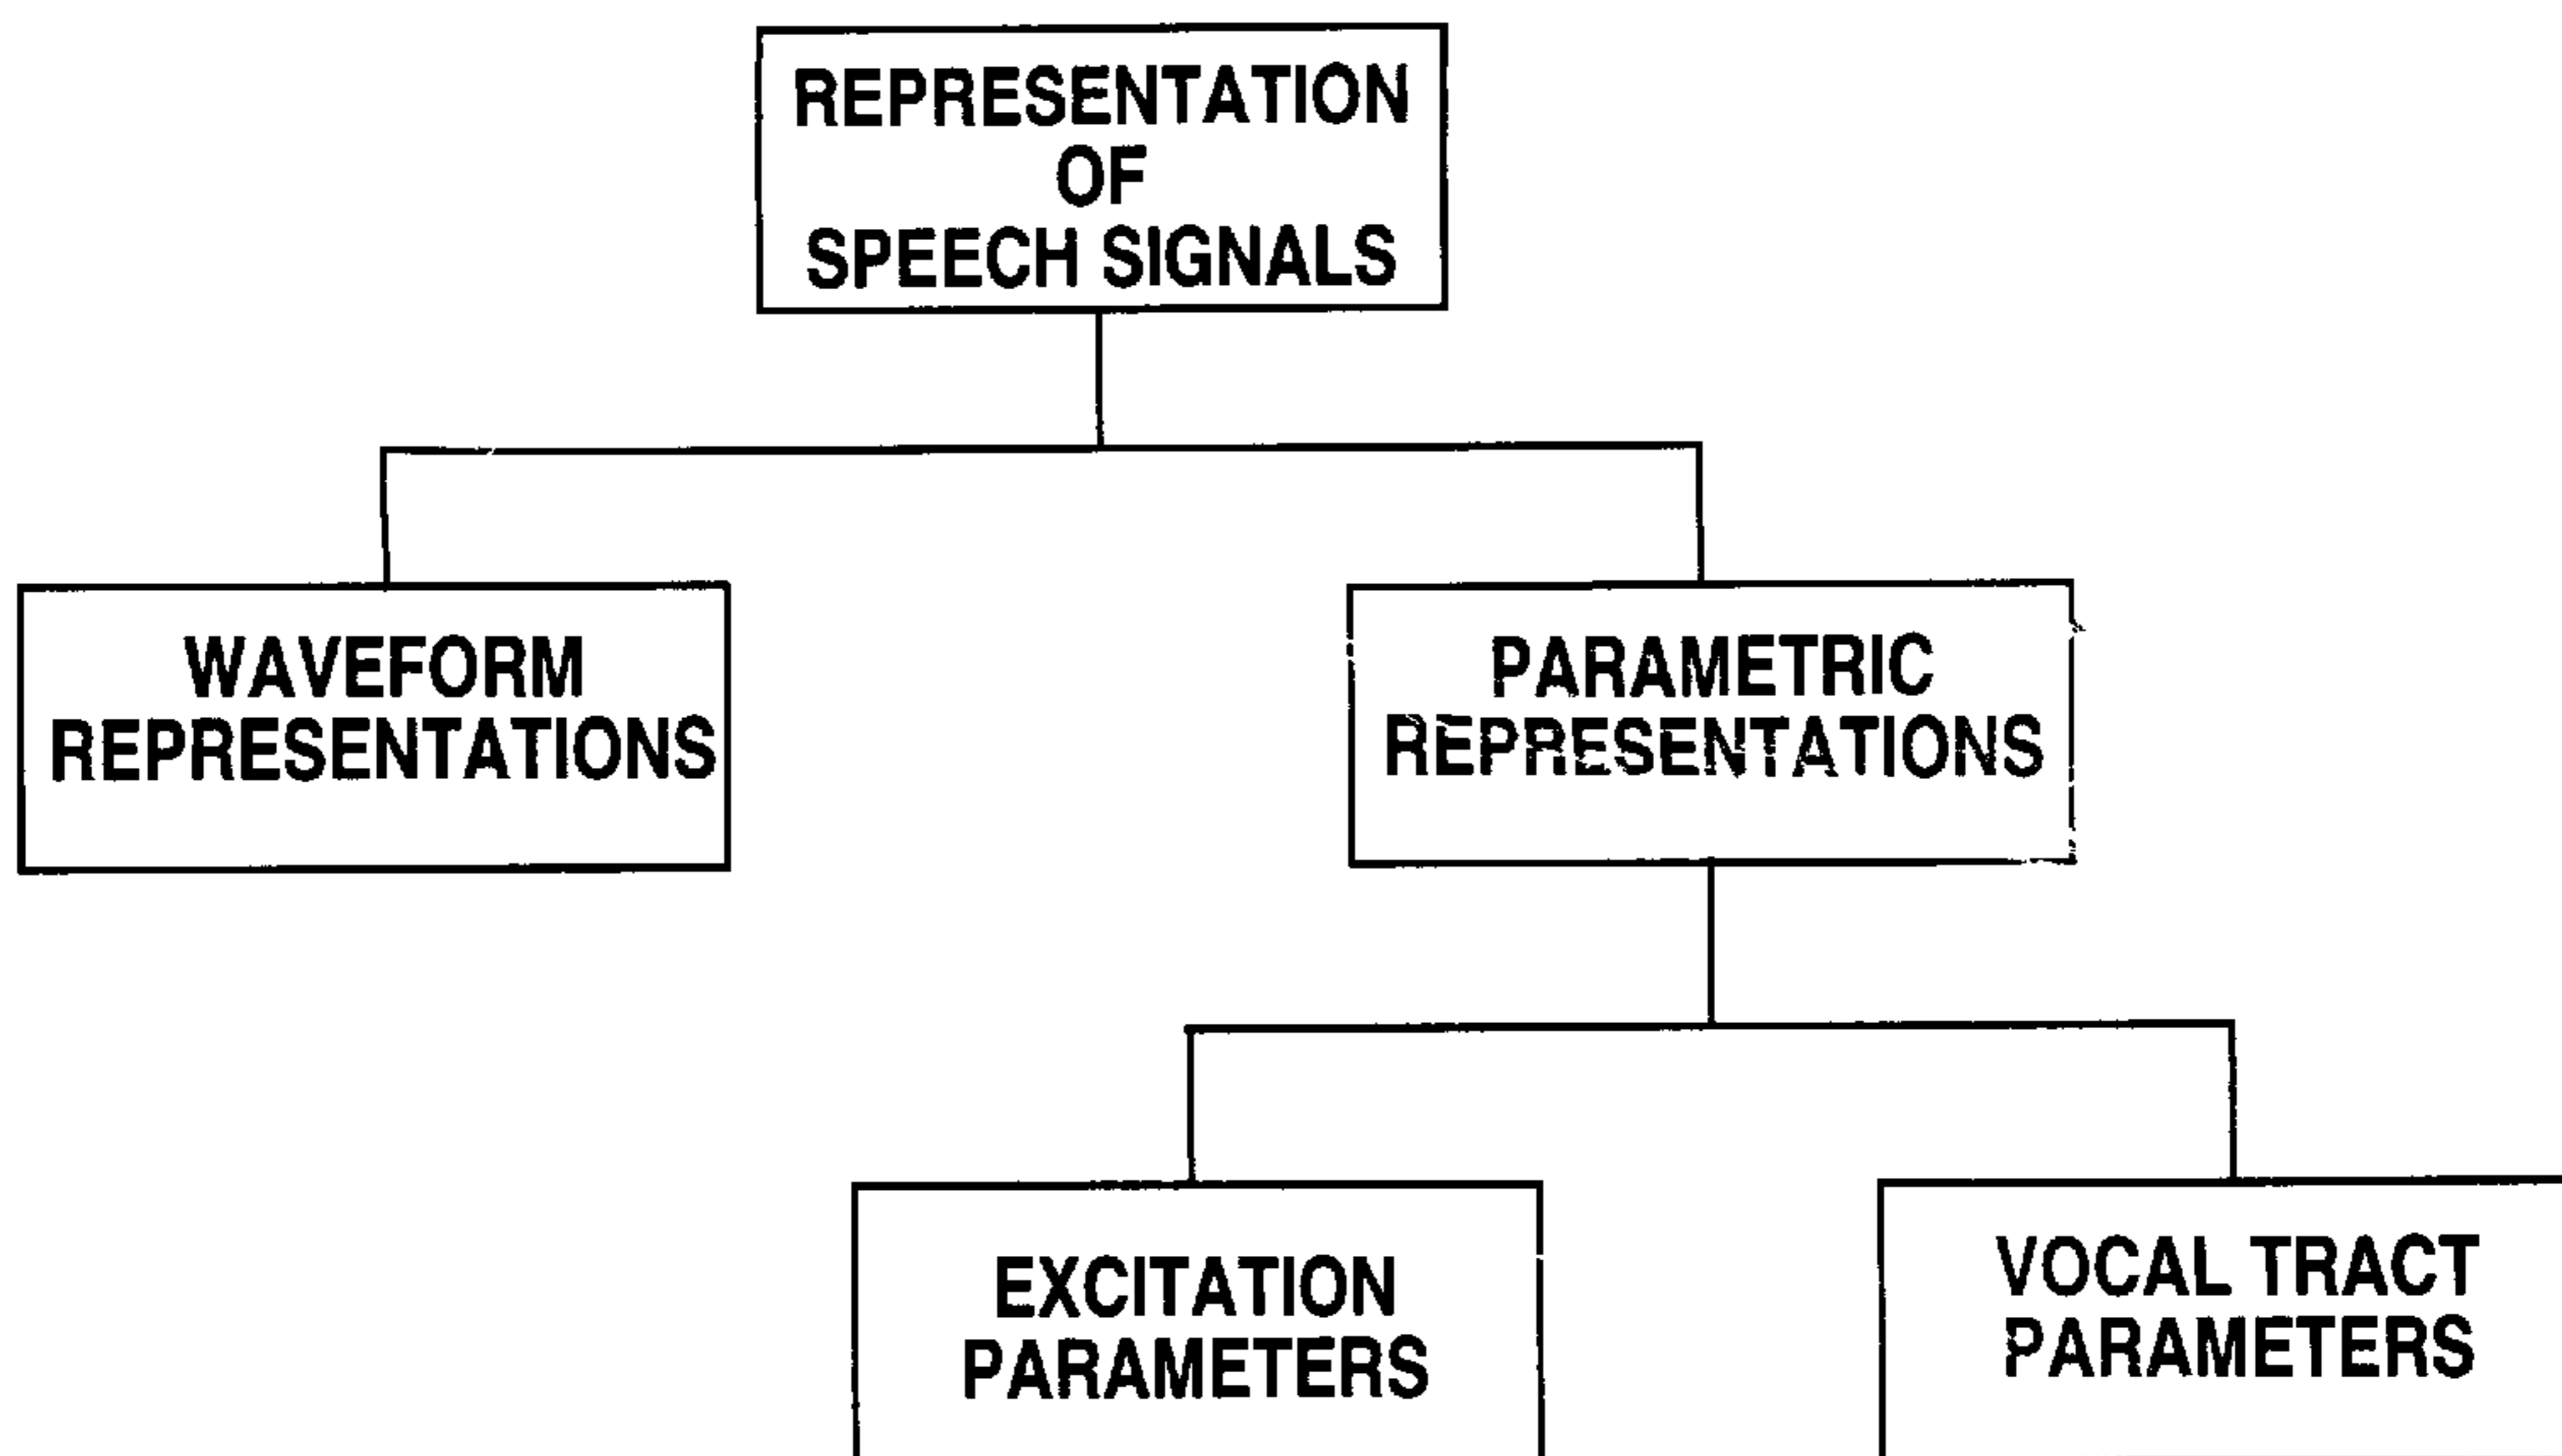 REPRESENTATION
OF
SPEECH SIGNALS
WAVEFORM
REPRESENTATIONS
PARAMETRIC
REPRESENTATIONS
EXCITATION
PARAMETERS
VOCAL TRACT
PARAMETERS